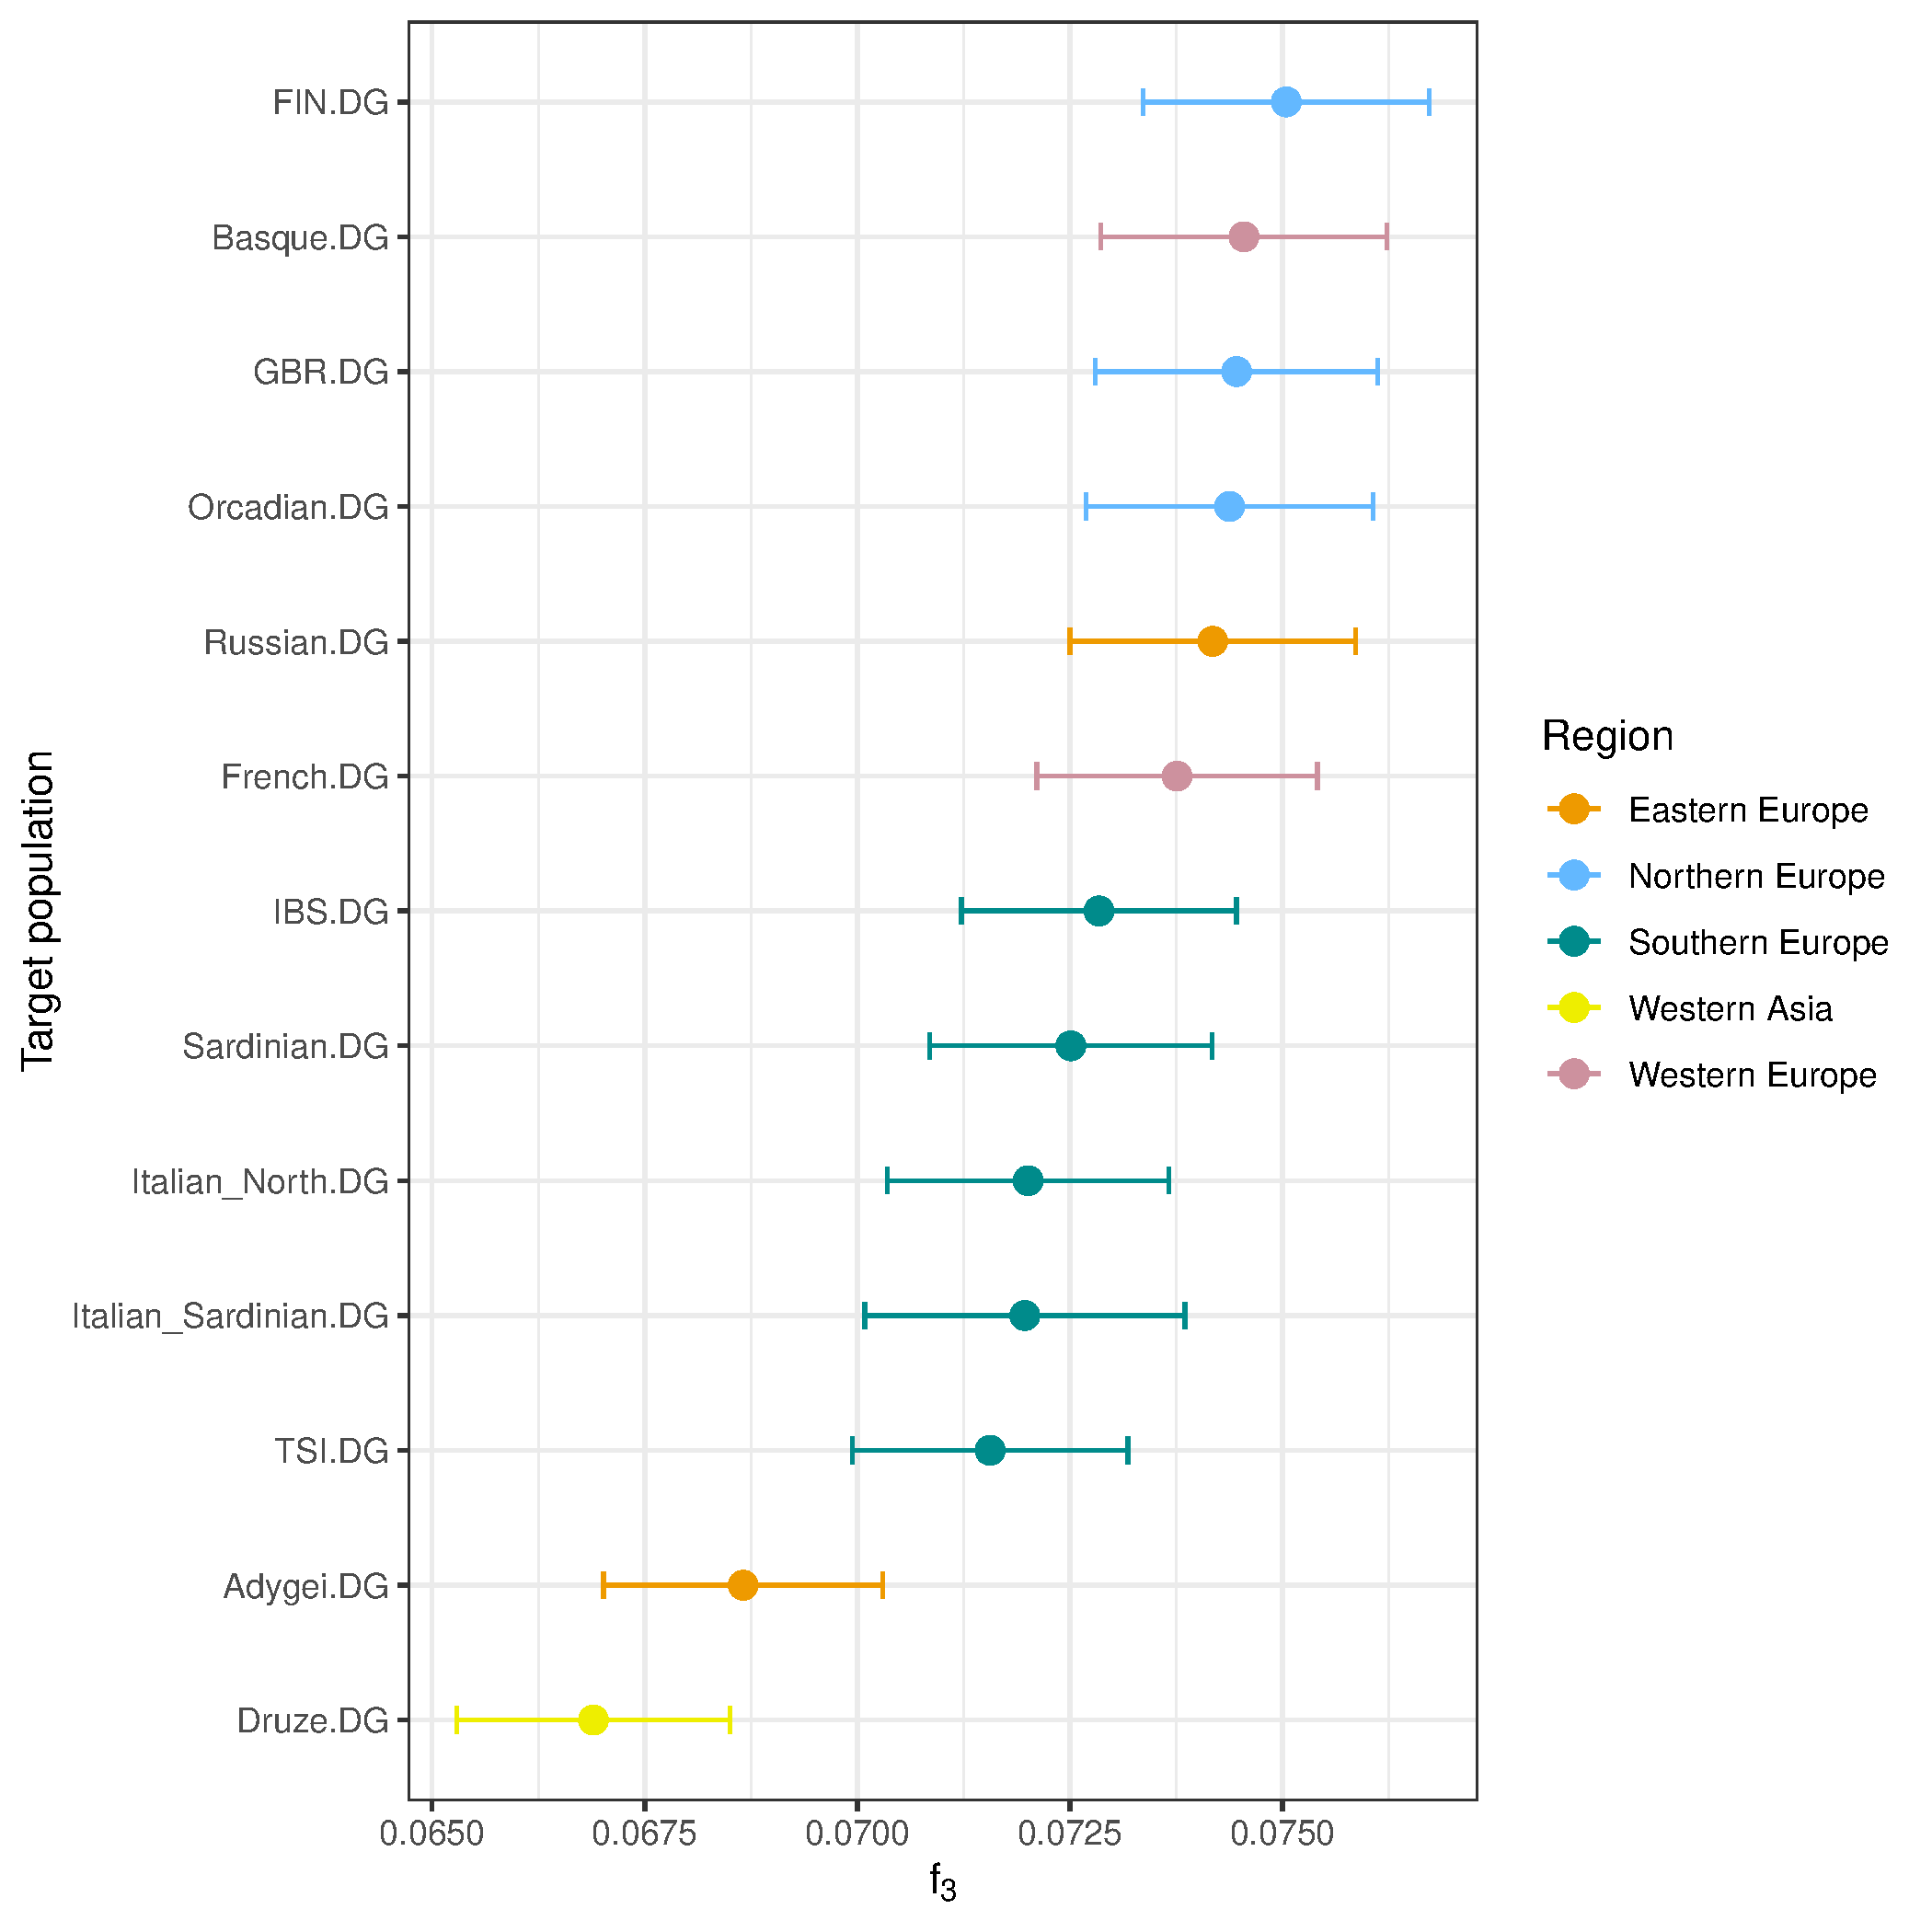 FIN.DG
Basque.DG
GBR.DG
Orcadian.DG
Russian.DG
French.DG
IBS.DG
Sardinian.DG
Italian_North.DG
Italian_Sardinian.DG
TSI.DG
Adygei.DG
Druze.DG
Target population
0.0650 0.0675 0.0700 0.0725 0.0750
f3
Region
Eastern Europe
Northern Europe
Southern Europe
Western Asia
Western Europe